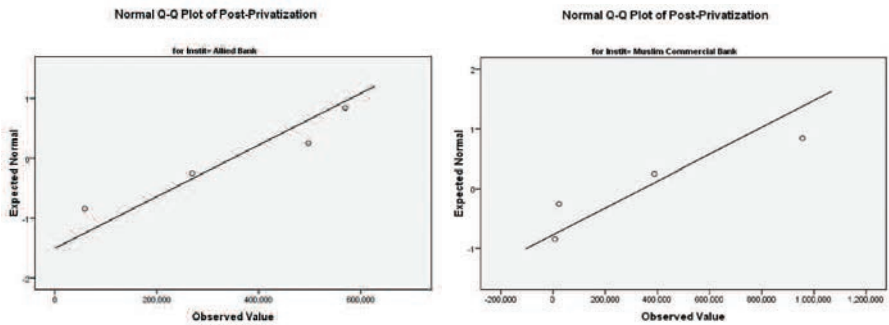 Normal Q-Q Plot of Post-Privatization
for Instit= Allied Bank
Expected Normal
1
0
-1
-2
0
200,000
400,000
600,000
Observed Value
Normal Q-Q Plot of Post-Privatization
for Instit= Muslim Commercial Bank
Expected Normal
2
1
0
-1
-200,000
0
200,000
400,000
600,000
800,000
1,000,000
1,200,000
Observed Value